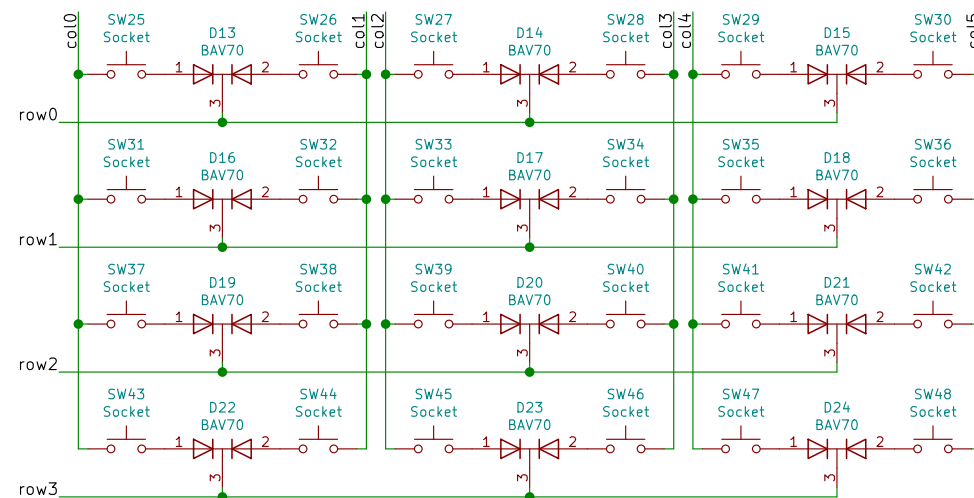 col0
SW25
Socket
D13
BAV70
SW26
Socket
col1
col2
SW27
Socket
D14
BAV70
SW28
Socket
col3
col4
SW29
Socket
D15
BAV70
SW30
Socket
col5
1 2 1 2 1 2
3 3 3
row0
SW31
Socket
D16
BAV70
SW32
Socket
SW33
Socket
D17
BAV70
SW34
Socket
SW35
Socket
D18
BAV70
SW36
Socket
1 2 1 2 1 2
3 3 3
row1
SW37
Socket
D19
BAV70
SW38
Socket
SW39
Socket
D20
BAV70
SW40
Socket
SW41
Socket
D21
BAV70
SW42
Socket
1 2 1 2 1 2
3 3 3
row2
SW43
Socket
D22
BAV70
SW44
Socket
SW45
Socket
D23
BAV70
SW46
Socket
SW47
Socket
D24
BAV70
SW48
Socket
1 2 1 2 1 2
3 3 3
row3